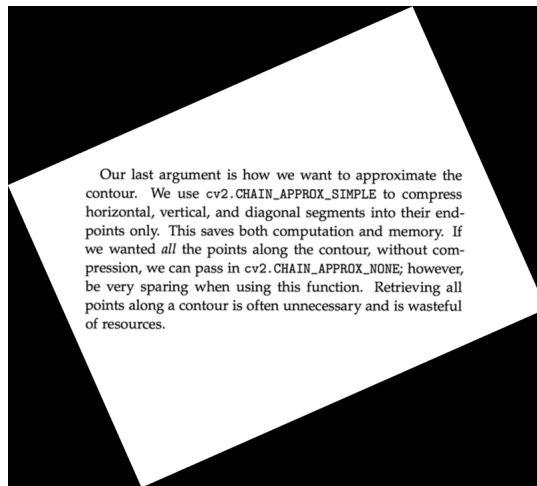 Our last argument is how we want to approximate the
contour. We use cv2.CHAIN_APPROX_SIMPLE to compress
horizontal, vertical, and diagonal segments into their end-
points only. This saves both computation and memory. If
we wanted all the points along the contour, without com-
pression, we can pass in cv2.CHAIN_APPROX_NONE; however,
be very sparing when using this function. Retrieving all
points along a contour is often unnecessary and is wasteful
of resources.